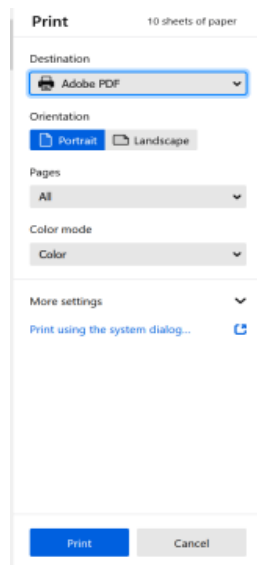 Print 10 sheets of paper
Destination
Adobe PDF
Orientation
Portrait Landscape
Pages
All
Color mode
Color
More settings
Print using the system dialog...
Print Cancel